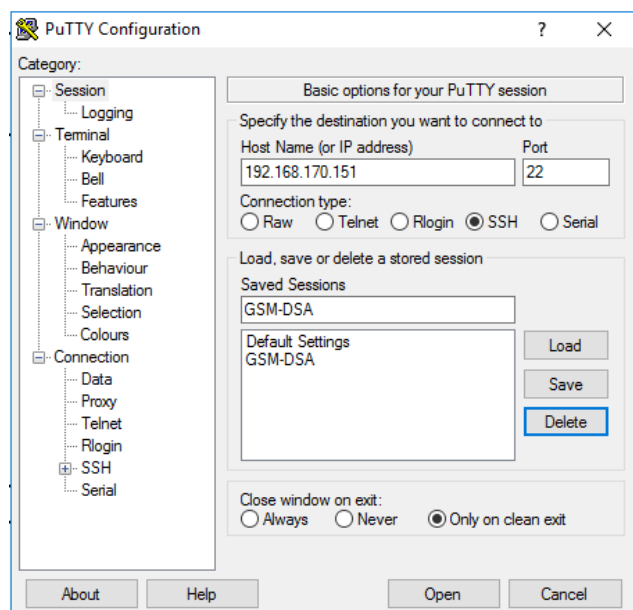 PuTTY Configuration
?
Category:
Session
Logging
Terminal
Keyboard
Bell
Features
Window
Appearance
Behaviour
Translation
Selection
Colours
Connection
Data
Proxy
Telnet
Rlogin
SSH
Serial
Basic options for your PuTTY session
Specify the destination you want to connect to
Host Name (or IP address) Port
192.168.170.151 22
Connection type:
Raw Telnet Rlogin SSH Serial
Load, save or delete a stored session
Saved Sessions
GSM-DSA
Default Settings
GSM-DSA
Load
Save
Delete
Close window on exit:
Always Never Only on clean exit
About Help Open Cancel